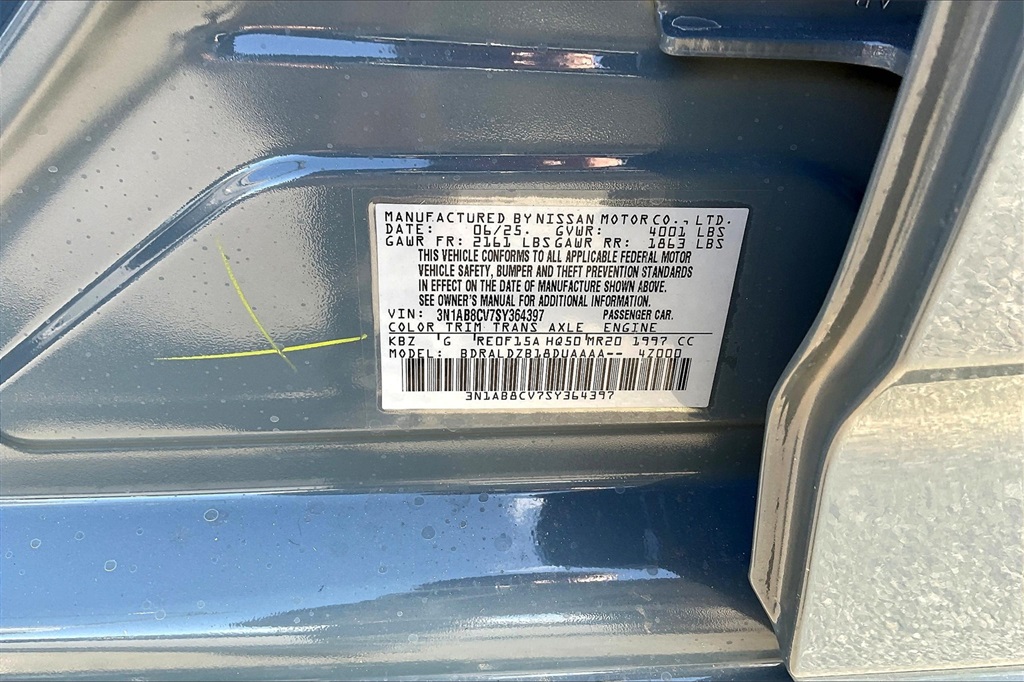 MANUFACTURED BY NISSAN MOTOR CO., LTD.
DATE: 06/25. GVWR: 4001 LBS
GAWR FR: 2161 LBS GAWR RR: 1863 LBS
THIS VEHICLE CONFORMS TO ALL APPLICABLE FEDERAL MOTOR
VEHICLE SAFETY, BUMPER AND THEFT PREVENTION STANDARDS
IN EFFECT ON THE DATE OF MANUFACTURE SHOWN ABOVE.
SEE OWNER'S MANUAL FOR ADDITIONAL INFORMATION.
VIN: 3N1AB8CV7SY364397 PASSENGER CAR.
COLOR TRIM TRANS AXLE ENGINE
KBZ 'G 'RE0F15A HQ50'MR20 1997 CC
MODEL: BDRALDZB18DUAAAA-- 4Z000
3N1AB8CV7SY364397